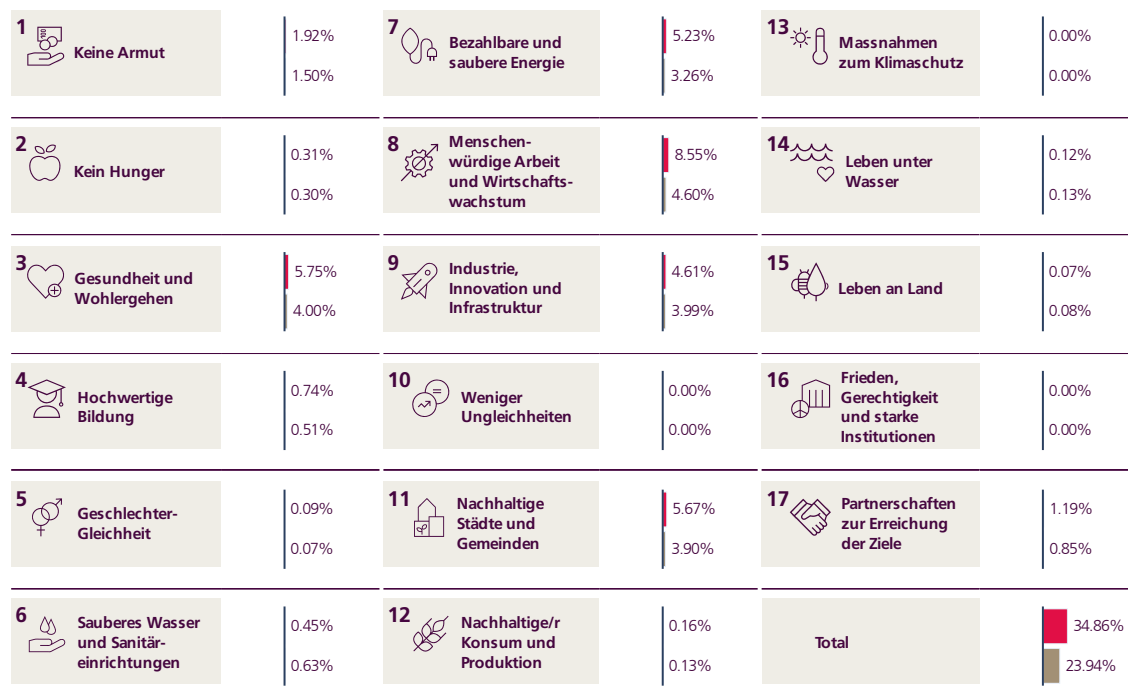 1
Keine Armut
1.92%
1.50%
2
Kein Hunger
0.31%
0.30%
3
Gesundheit und
Wohlergehen
5.75%
4.00%
4
Hochwertige
Bildung
0.74%
0.51%
5
Geschlechter-
Gleichheit
0.09%
0.07%
6
Sauberes Wasser
und Sanitär-
einrichtungen
0.45%
0.63%
7
Bezahlbare und
saubere Energie
5.23%
3.26%
8
Menschen-
würdige Arbeit
und Wirtschafts-
wachstum
8.55%
4.60%
9
Industrie,
Innovation und
Infrastruktur
4.61%
3.99%
10
Weniger
Ungleichheiten
0.00%
0.00%
11
Nachhaltige
Städte und
Gemeinden
5.67%
3.90%
12
Nachhaltige/r
Konsum und
Produktion
0.16%
0.13%
13
Massnahmen
zum Klimaschutz
0.00%
0.00%
14
Leben unter
Wasser
0.12%
0.13%
15
Leben an Land
0.07%
0.08%
16
Frieden,
Gerechtigkeit
und starke
Institutionen
0.00%
0.00%
17
Partnerschaften
zur Erreichung
der Ziele
1.19%
0.85%
Total
34.86%
23.94%